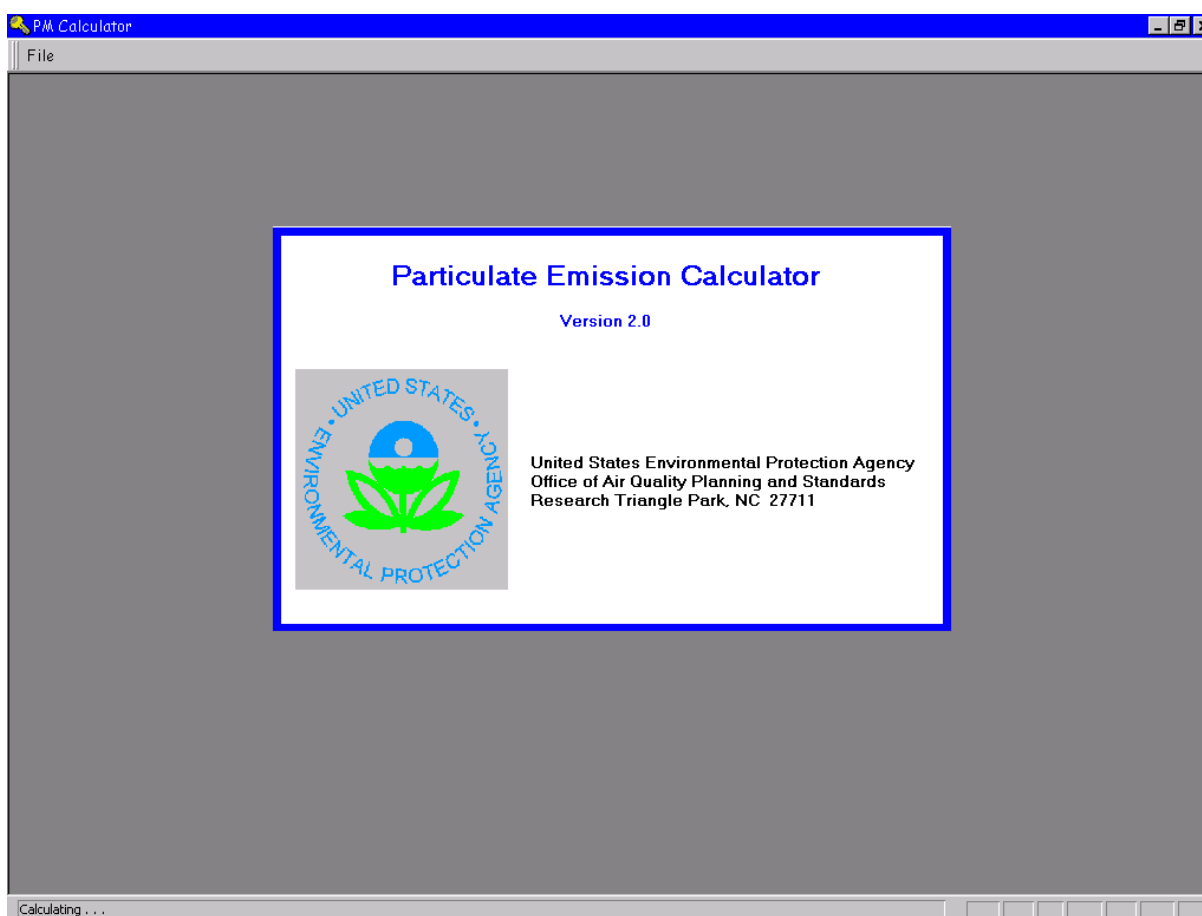 PM Calculator
File
Particulate Emission Calculator
Version 2.0
UNITED STATES • ENVIRONMENTAL PROTECTION AGENCY •
United States Environmental Protection Agency
Office of Air Quality Planning and Standards
Research Triangle Park, NC 27711
Calculating . . .